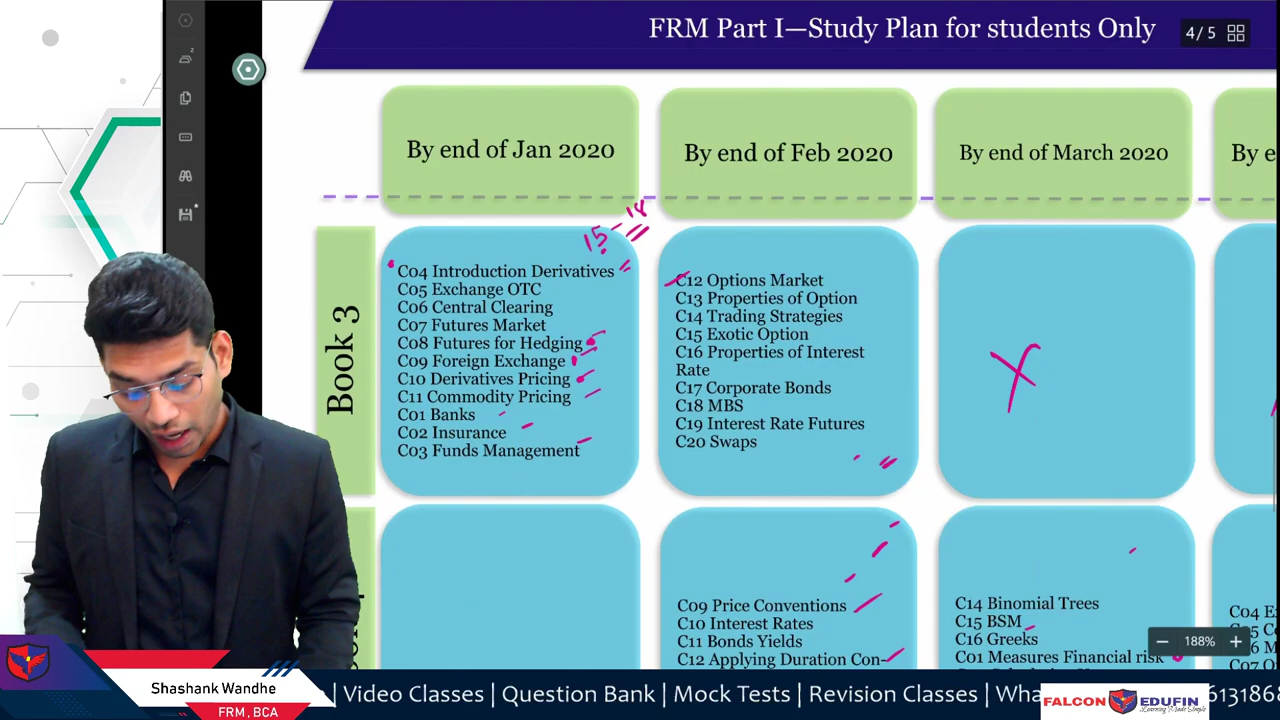 FRM Part I—Study Plan for students Only
4 / 5
By end of Jan 2020
By end of Feb 2020
By end of March 2020
By e
15 - 18
Book 3
C04 Introduction Derivatives
C05 Exchange OTC
C06 Central Clearing
C07 Futures Market
C08 Futures for Hedging
C09 Foreign Exchange
C10 Derivatives Pricing
C11 Commodity Pricing
C01 Banks
C02 Insurance
C03 Funds Management
C12 Options Market
C13 Properties of Option
C14 Trading Strategies
C15 Exotic Option
C16 Properties of Interest
Rate
C17 Corporate Bonds
C18 MBS
C19 Interest Rate Futures
C20 Swaps
C09 Price Conventions
C10 Interest Rates
C11 Bonds Yields
C12 Applying Duration Con-
C14 Binomial Trees
C15 BSM
C16 Greeks
C01 Measures Financial risk
C04 E
188%
Shashank Wandhe
FRM, BCA
| Video Classes | Question Bank | Mock Tests | Revision Classes | Wha
FALCON EDUFIN
Learning Made Simple
6131868